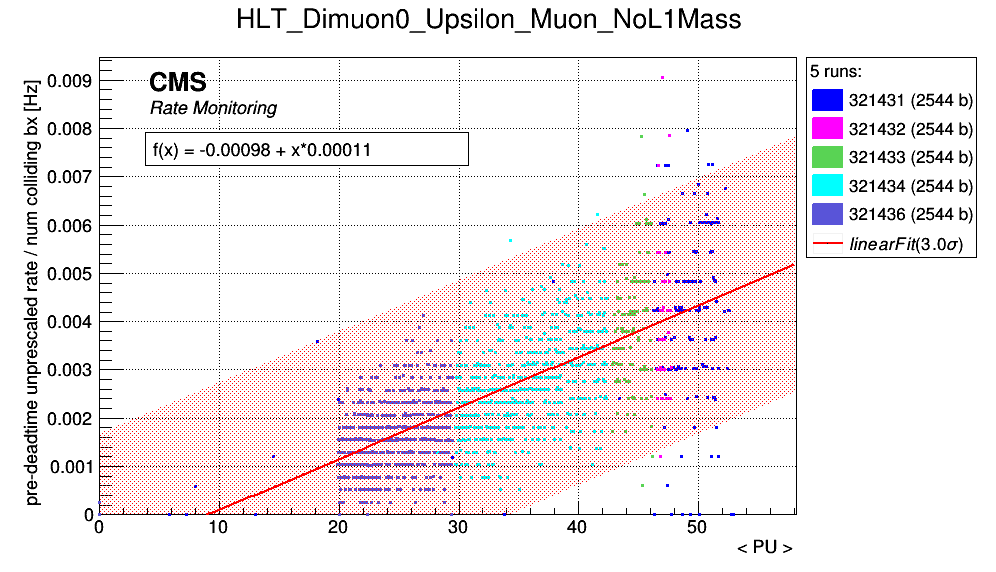 HLT_Dimuon0_Upsilon_Muon_NoL1Mass
pre-deadtime unprescaled rate / num colliding bx [Hz]
0.009
0.008
0.007
0.006
0.005
0.004
0.003
0.002
0.001
0
CMS
Rate Monitoring
f(x) = -0.00098 + x*0.00011
0 10 20 30 40 50
< PU >
5 runs:
321431 (2544 b)
321432 (2544 b)
321433 (2544 b)
321434 (2544 b)
321436 (2544 b)
linearFit(3.0σ)